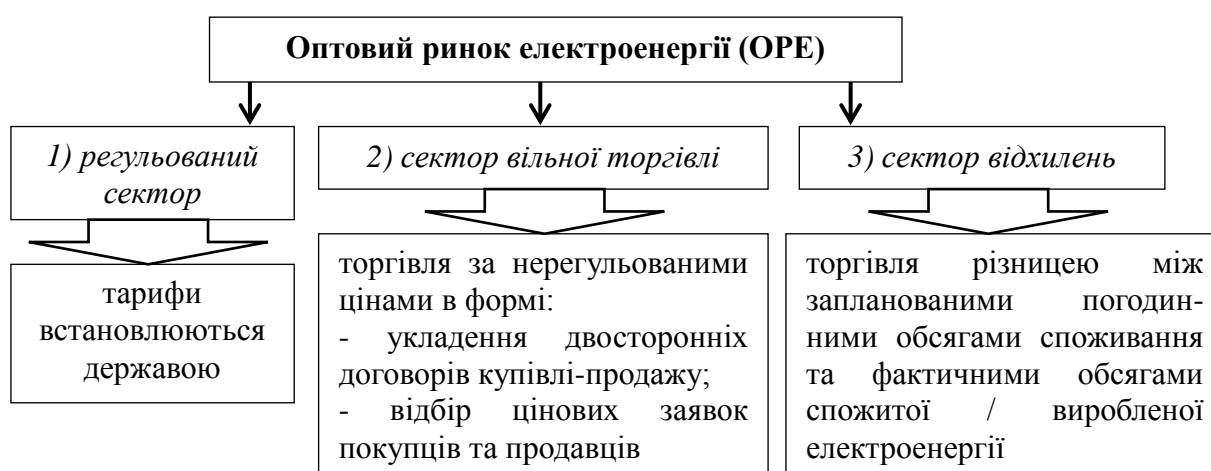 Оптовий ринок електроенергії (ОРЕ)
1) регульований
сектор
2) сектор вільної торгівлі
3) сектор відхилень
тарифи
встановлюються
державою
торгівля за нерегульованими
цінами в формі:
- укладення двосторонніх
договорів купівлі-продажу;
- відбір цінових заявок
покупців та продавців
торгівля різницею між
запланованими погодин-
ними обсягами споживання
та фактичними обсягами
спожитої / виробленої
електроенергії